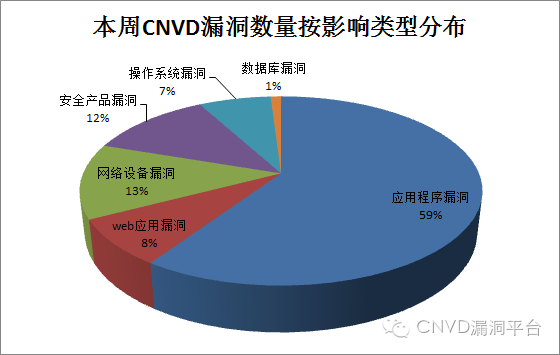 本周CNVD漏洞数量按影响类型分布
数据库漏洞
1%
操作系统漏洞
7%
安全产品漏洞
12%
网络设备漏洞
13%
web应用漏洞
8%
应用程序漏洞
59%
CNVD漏洞平台